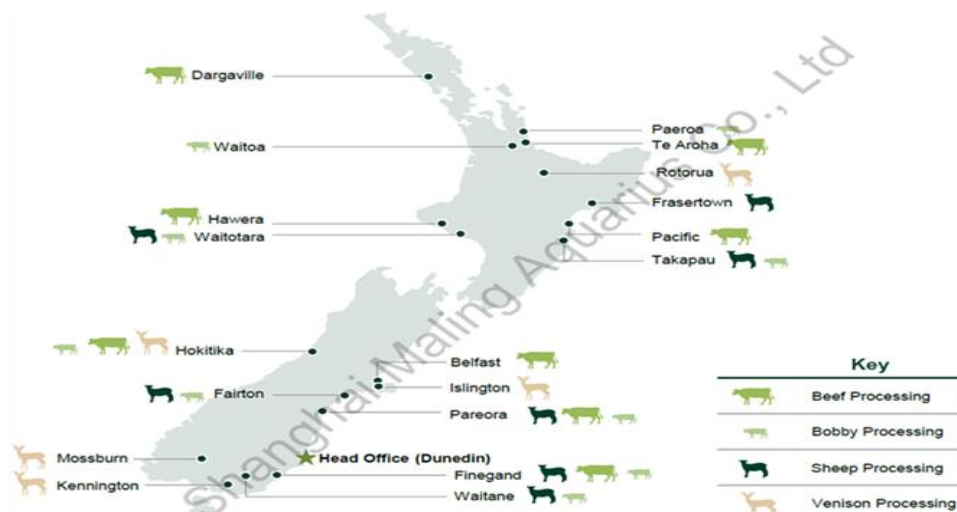 Dargaville
Waitoa
Hawera
Waitotara
Paeroa
Te Aroha
Rotorua
Frasertown
Pacific
Takapau
Hokitika
Fairton
Mossburn
Kennington
Belfast
Islington
Pareora
Head Office (Dunedin)
Finegand
Waitane
Key
Beef Processing
Bobby Processing
Sheep Processing
Venison Processing
Shanghai Maling Aquarius Co., Ltd